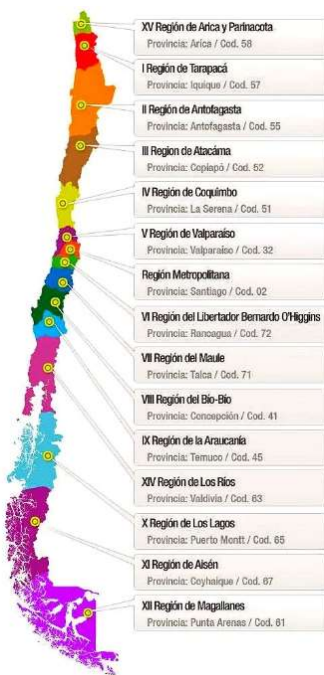 XV Región de Arica y Parinacota
Provincia: Arica / Cod. 58
I Región de Tarapacá
Provincia: Iquique / Cod. 57
II Región de Antofagasta
Provincia: Antofagasta / Cod. 55
III Region de Atacáma
Provincia: Copiapó / Cod. 52
IV Región de Coquímbo
Provincia: La Serena / Cod. 51
V Región de Valparaíso
Provincia: Valparaíso / Cod. 32
Región Metropolitana
Provincia: Santiago / Cod. 02
VI Región del Libertador Bernardo O'Higgins
Provincia: Rancagua / Cod. 72
VII Región del Maule
Provincia: Talca / Cod. 71
VIII Región del Bío-Bío
Provincia: Concepción / Cod. 41
IX Región de la Araucanía
Provincia: Temuco / Cod. 45
XIV Región de Los Ríos
Provincia: Valdivia / Cod. 63
X Región de Los Lagos
Provincia: Puerto Montt / Cod. 65
XI Región de Aisén
Provincia: Coyhaique / Cod. 67
XII Región de Magallanes
Provincia: Punta Arenas / Cod. 61